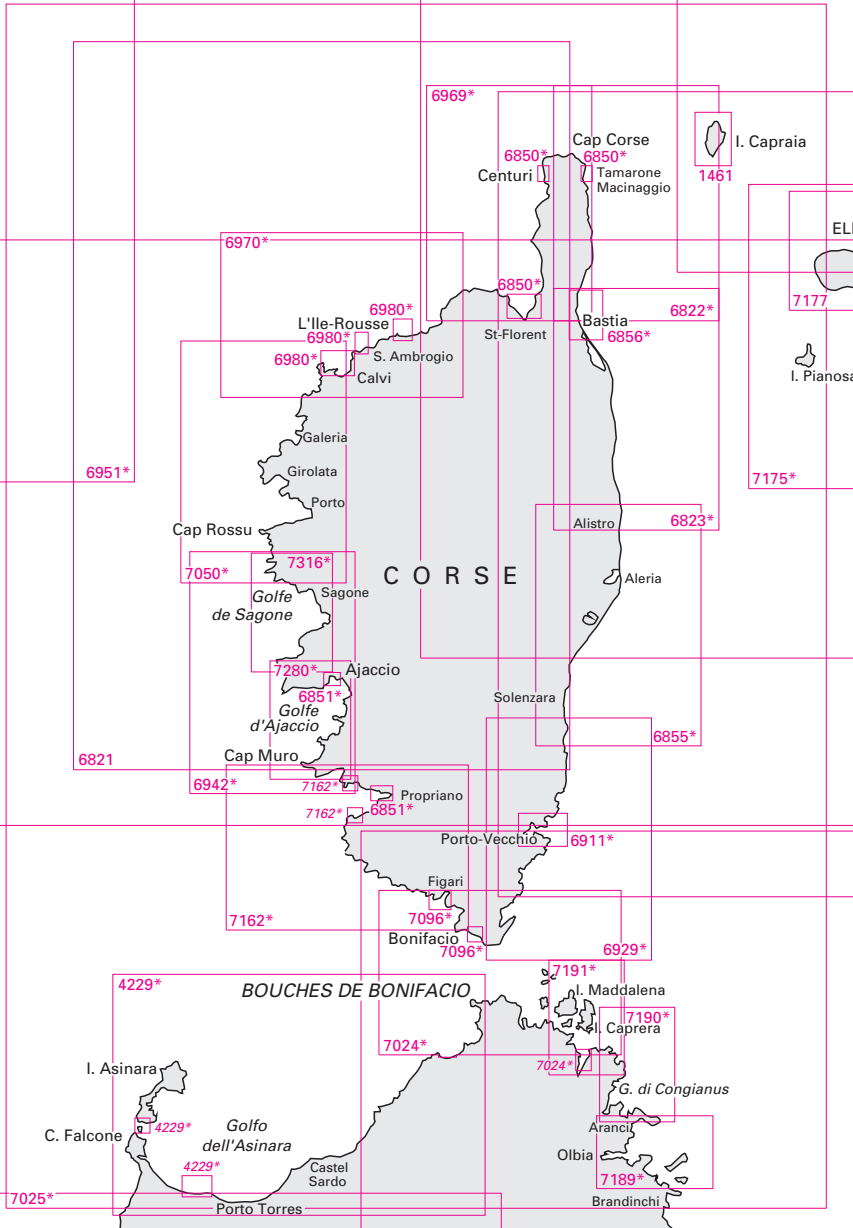 6969*
Cap Corse
I. Capraia
6850*
6850*
Centuri
Tamarone
Macinaggio
1461
ELB
6970*
6850*
7177
6980*
6822*
L'Ile-Rousse
Bastia
6980*
St-Florent
6856*
6980*
S. Ambrogio
Calvi
I. Pianosa
Galeria
6951*
Girolata
7175*
Porto
Cap Rossu
Alistro
6823*
7316*
7050*
CORSE
Aleria
Sagone
Golfe
de Sagone
7280*
Ajaccio
6851*
Solenzara
Golfe
d'Ajaccio
6855*
Cap Muro
6821
6942*
7162*
Propriano
6851*
7162*
Porto-Vecchio
6911*
Figari
7162*
7096*
Bonifacio
7096*
6929*
4229*
7191*
BOUCHES DE BONIFACIO
I. Maddalena
7190*
I. Caprera
7024*
7024*
I. Asinara
G. di Congianus
4229*
Golfo
dell'Asinara
C. Falcone
Aranci
Olbia
4229*
Castel
Sardo
7189*
7025*
Porto Torres
Brandinchi